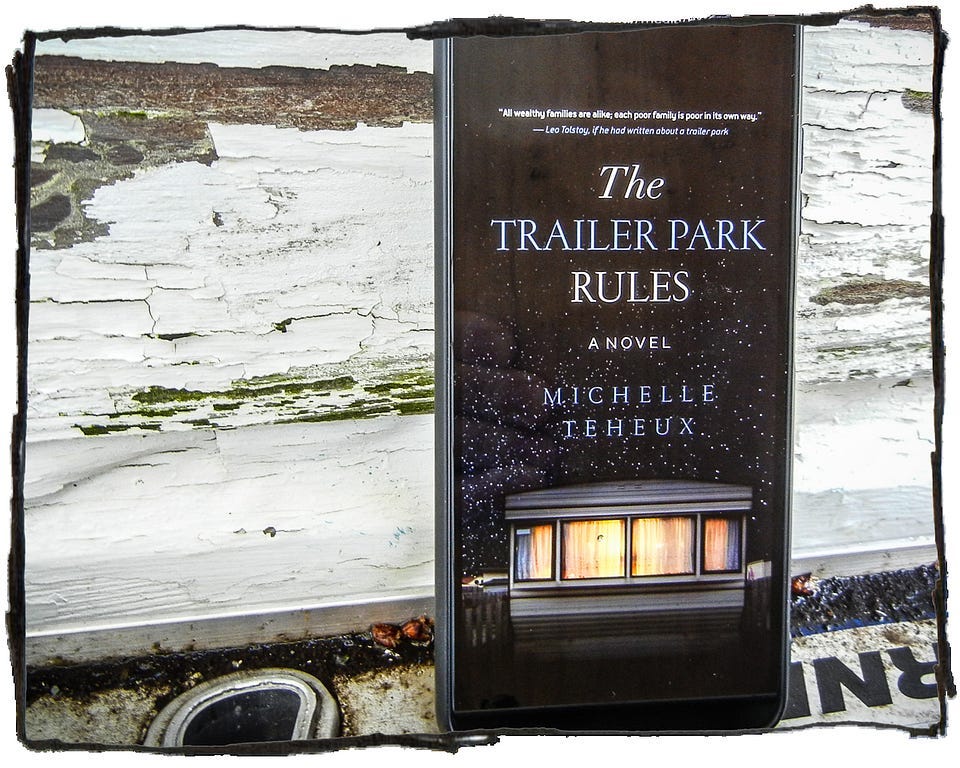 "All wealthy families are alike; each poor family is poor in its own way."
— Leo Tolstoy, if he had written about a trailer park
The
TRAILER PARK
RULES
A NOVEL
MICHELLE
TEHEUX
RN